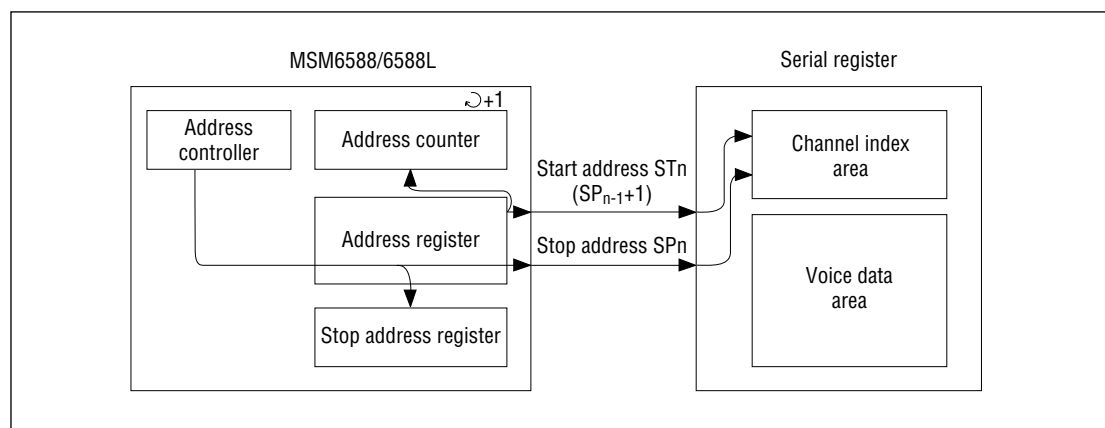 MSM6588/6588L
Serial register
+1
Address
controller
Address counter
Address register
Stop address register
Start address STn
(SPn-1+1)
Stop address SPn
Channel index
area
Voice data
area